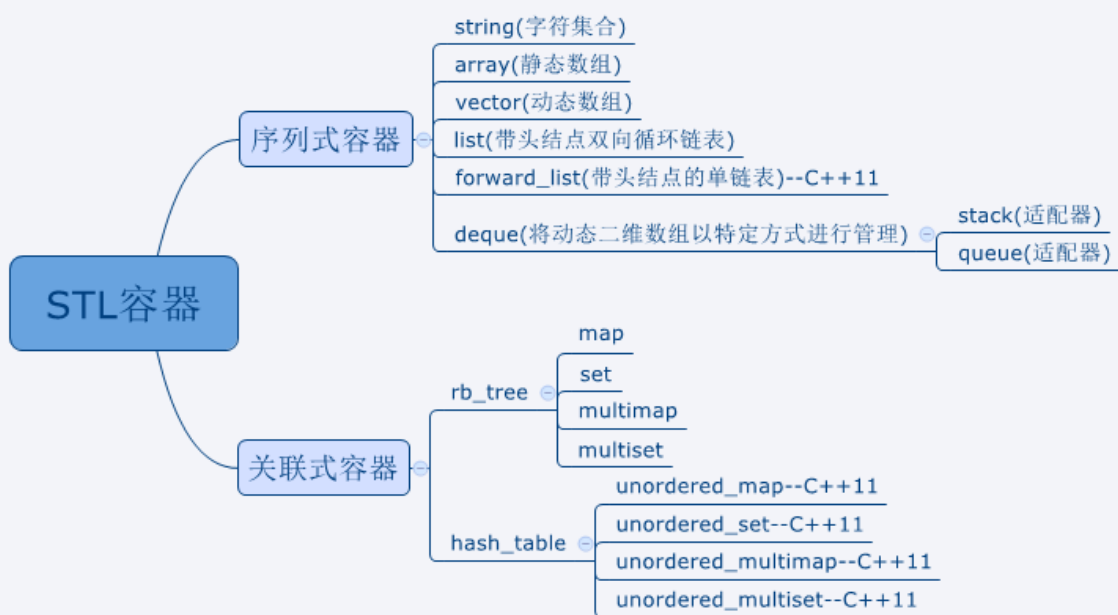 STL容器
序列式容器
string(字符集合)
array(静态数组)
vector(动态数组)
list(带头结点双向循环链表)
forward_list(带头结点的单链表)--C++11
deque(将动态二维数组以特定方式进行管理)
stack(适配器)
queue(适配器)
关联式容器
rb_tree
map
set
multimap
multiset
hash_table
unordered_map--C++11
unordered_set--C++11
unordered_multimap--C++11
unordered_multiset--C++11